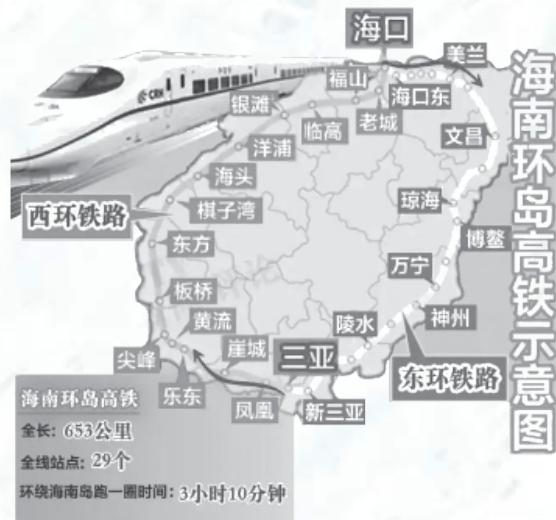 海南环岛高铁示意图
CRH
海口
美兰
福山
海口东
银滩
临高
老城
文昌
洋浦
海头
西环铁路
棋子湾
琼海
东方
博鳌
万宁
板桥
神州
黄流
陵水
尖峰
崖城
三亚
东环铁路
乐东
凤凰
新三亚
海南环岛高铁
全长：653公里
全线站点：29个
环绕海南岛跑一圈时间：3小时10分钟